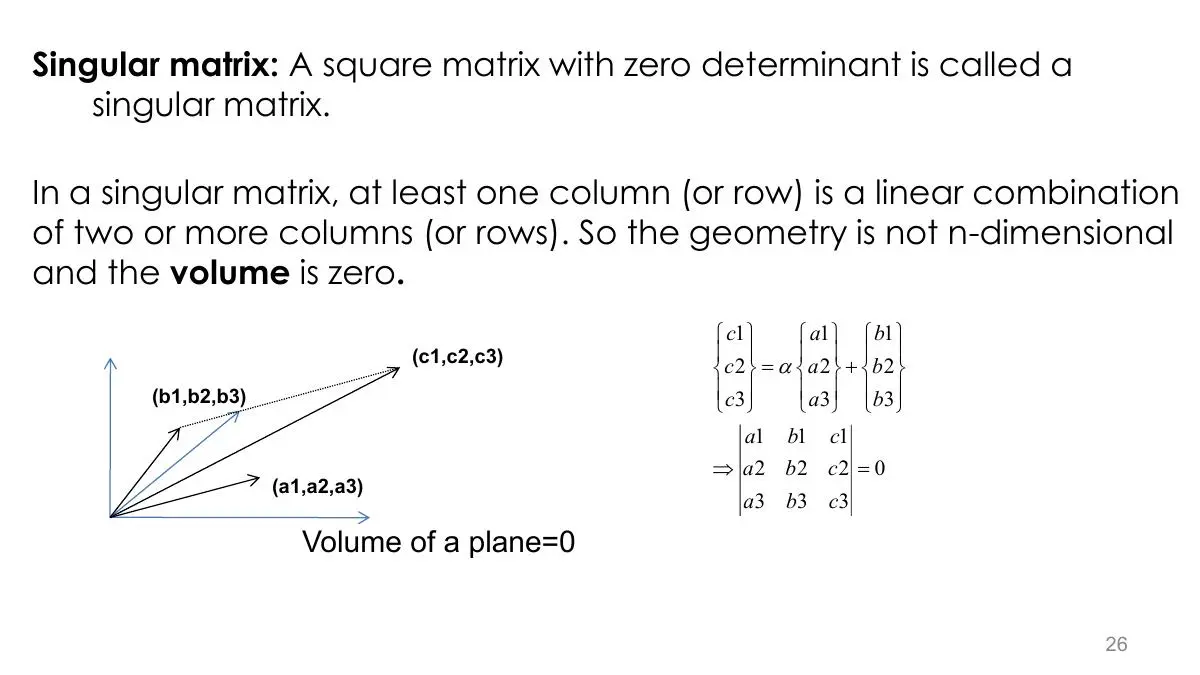 Singular matrix: A square matrix with zero determinant is called a
singular matrix.
In a singular matrix, at least one column (or row) is a linear combination
of two or more columns (or rows). So the geometry is not n-dimensional
and the volume is zero.
(c1,c2,c3)
(b1,b2,b3)
(a1,a2,a3)
Volume of a plane=0
{c1 c2 c3} = α {a1 a2 a3} + {b1 b2 b3}
⇒ |a1 b1 c1|
|a2 b2 c2| = 0
|a3 b3 c3|
26